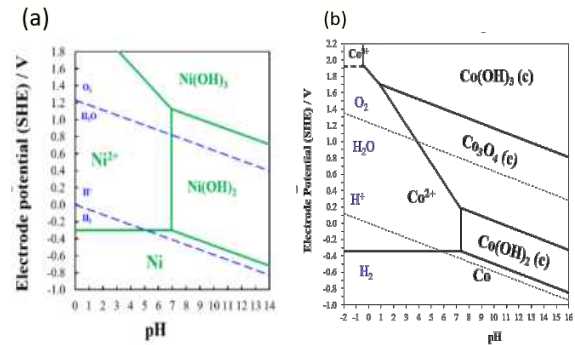 (a)
Electrode potential (SHE) / V
1.8
1.6
1.4
1.2
1.0
0.8
0.6
0.4
0.2
0.0
-0.2
-0.4
-0.6
-0.8
-1.0
Ni(OH)3
O2
H2O
Ni2+
Ni(OH)2
H+
H2
Ni
0 1 2 3 4 5 6 7 8 9 10 11 12 13 14
pH
(b)
Electrode Potential (SHE) / V
2.2
2.0
1.8
1.6
1.4
1.2
1.0
0.8
0.6
0.4
0.2
0.0
-0.2
-0.4
-0.6
-0.8
-1.0
Co3+
Co(OH)3 (c)
O2
Co3O4 (c)
H2O
H+
Co2+
Co(OH)2 (c)
H2
Co
-2 -1 0 1 2 3 4 5 6 7 8 9 10 11 12 13 14 15 16
pH